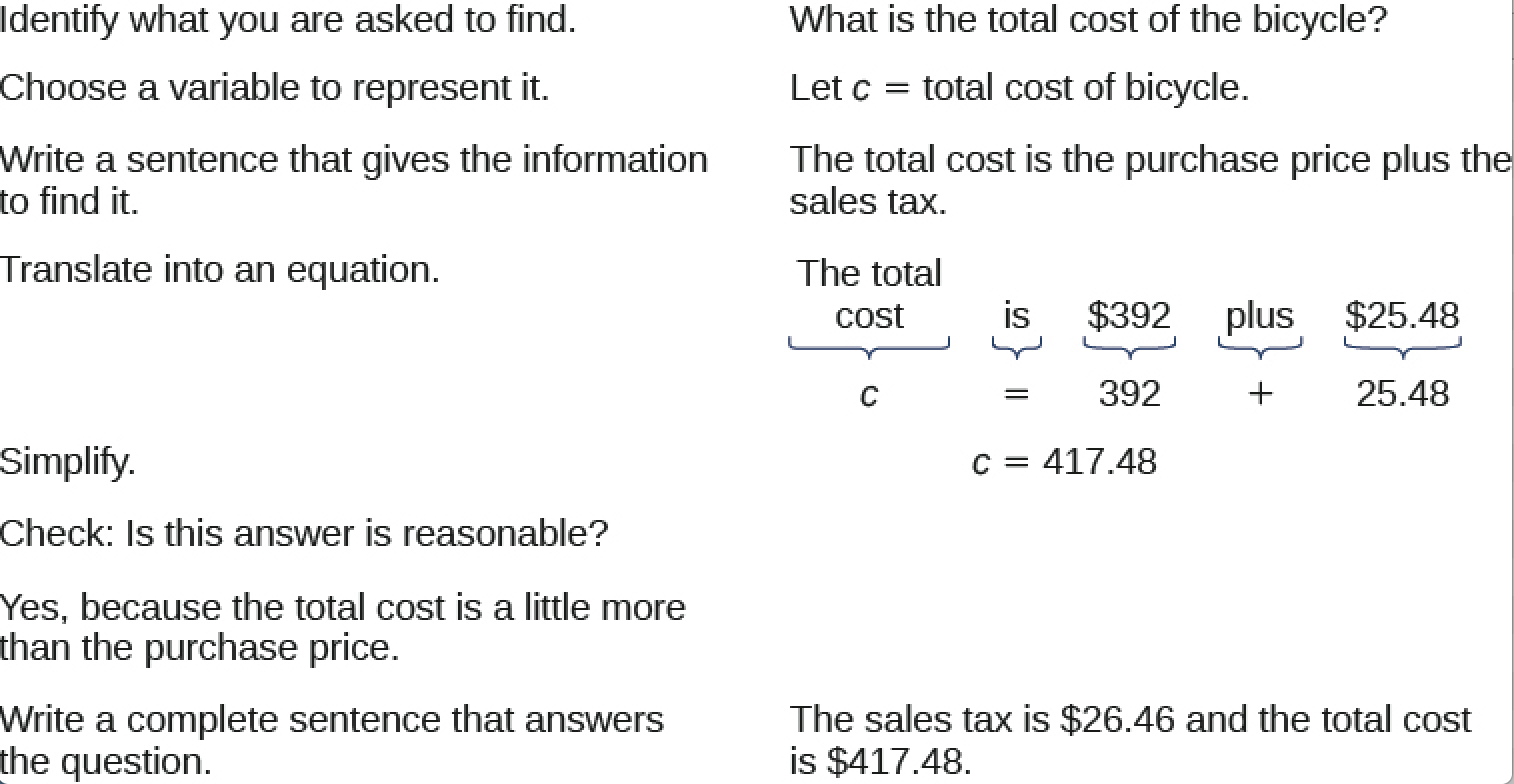 Identify what you are asked to find.
What is the total cost of the bicycle?
Choose a variable to represent it.
Let c = total cost of bicycle.
Write a sentence that gives the information
to find it.
The total cost is the purchase price plus the
sales tax.
Translate into an equation.
The total
cost is $392 plus $25.48
c = 392 + 25.48
Simplify.
c = 417.48
Check: Is this answer is reasonable?
Yes, because the total cost is a little more
than the purchase price.
Write a complete sentence that answers
the question.
The sales tax is $26.46 and the total cost
is $417.48.